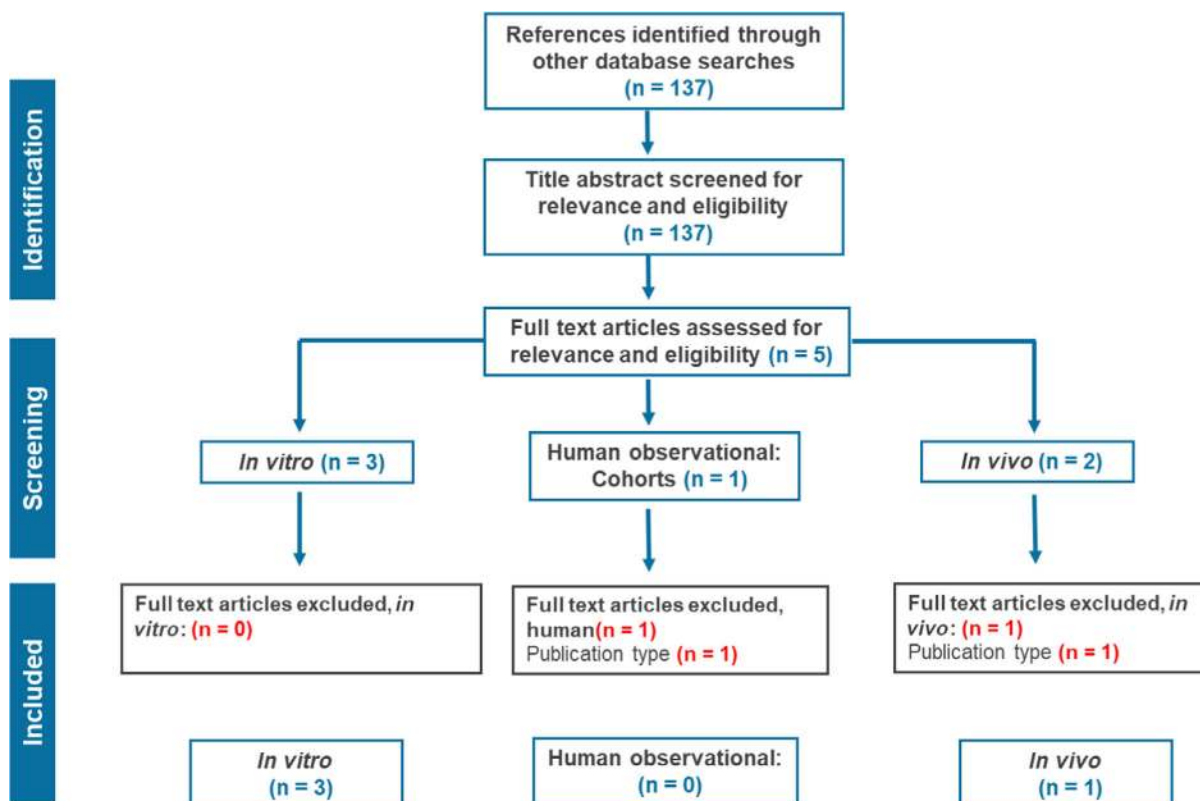 Identification
References identified through
other database searches
(n = 137)
Title abstract screened for
relevance and eligibility
(n = 137)
Screening
Full text articles assessed for
relevance and eligibility (n = 5)
In vitro (n = 3)
Human observational:
Cohorts (n = 1)
In vivo (n = 2)
Included
Full text articles excluded, in
vitro: (n = 0)
Full text articles excluded,
human(n = 1)
Publication type (n = 1)
Full text articles excluded, in
vivo: (n = 1)
Publication type (n = 1)
In vitro
(n = 3)
Human observational:
(n = 0)
In vivo
(n = 1)